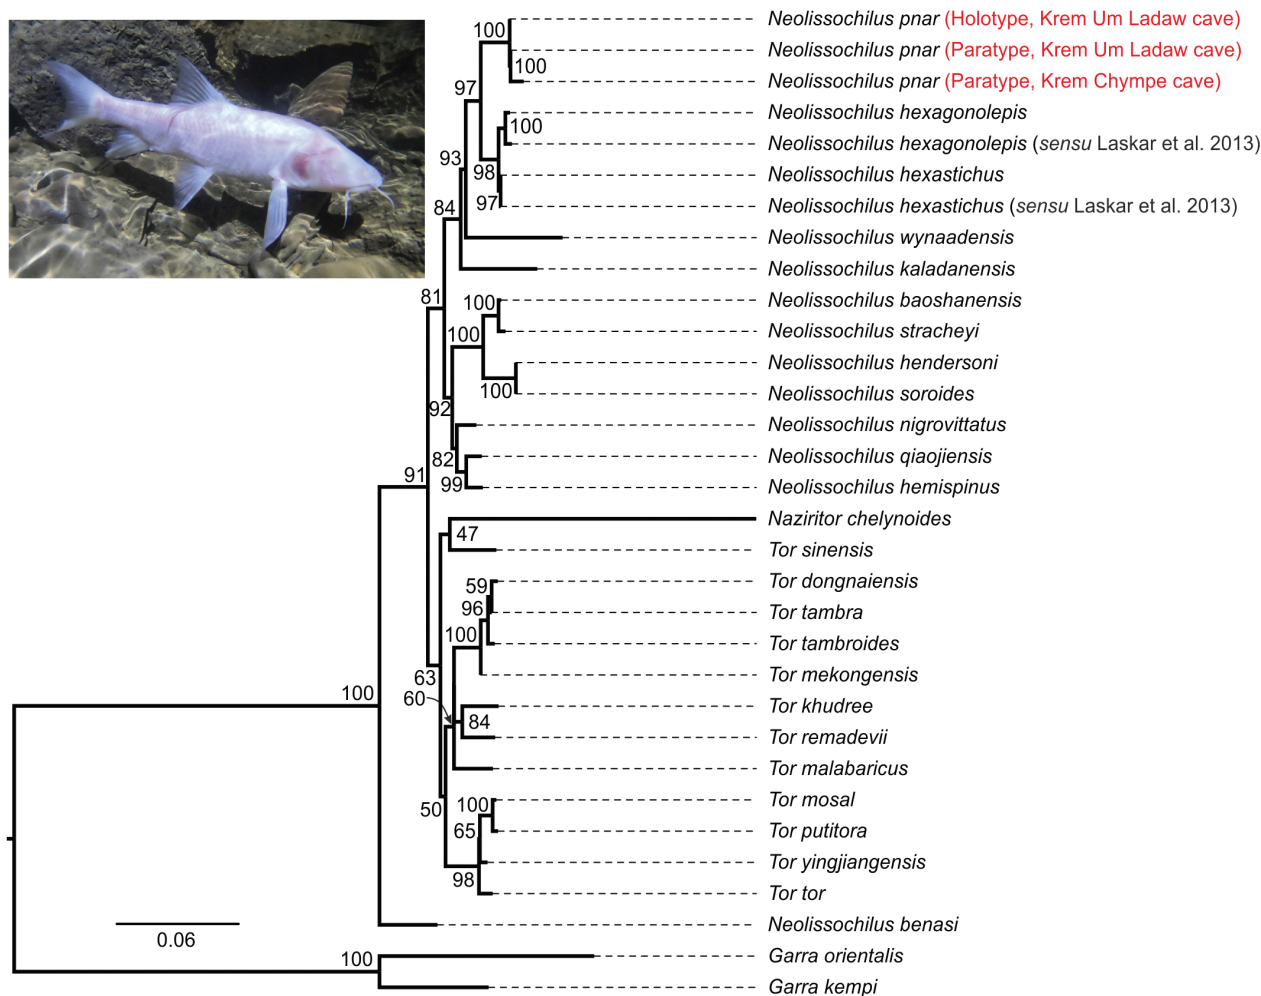 100
Neolissochilus pnar (Holotype, Krem Um Ladaw cave)
Neolissochilus pnar (Paratype, Krem Um Ladaw cave)
100
Neolissochilus pnar (Paratype, Krem Chympe cave)
97
Neolissochilus hexagonolepis
100
Neolissochilus hexagonolepis (sensu Laskar et al. 2013)
93
98
Neolissochilus hexastichus
97
Neolissochilus hexastichus (sensu Laskar et al. 2013)
84
Neolissochilus wynaadensis
Neolissochilus kaladanensis
81
100
Neolissochilus baoshanensis
100
Neolissochilus stracheyi
Neolissochilus hendersoni
100
Neolissochilus soroides
92
Neolissochilus nigrovittatus
82
Neolissochilus qiaojiensis
91
99
Neolissochilus hemispinus
Naziritor chelynoides
47
Tor sinensis
59
Tor dongnaiensis
96
Tor tambra
100
Tor tambroides
63
Tor mekongensis
100
60
Tor khudree
84
Tor remadevii
Tor malabaricus
50
100
Tor mosal
65
Tor putitora
Tor yingjiangensis
98
Tor tor
0.06
Neolissochilus benasi
100
Garra orientalis
Garra kempi